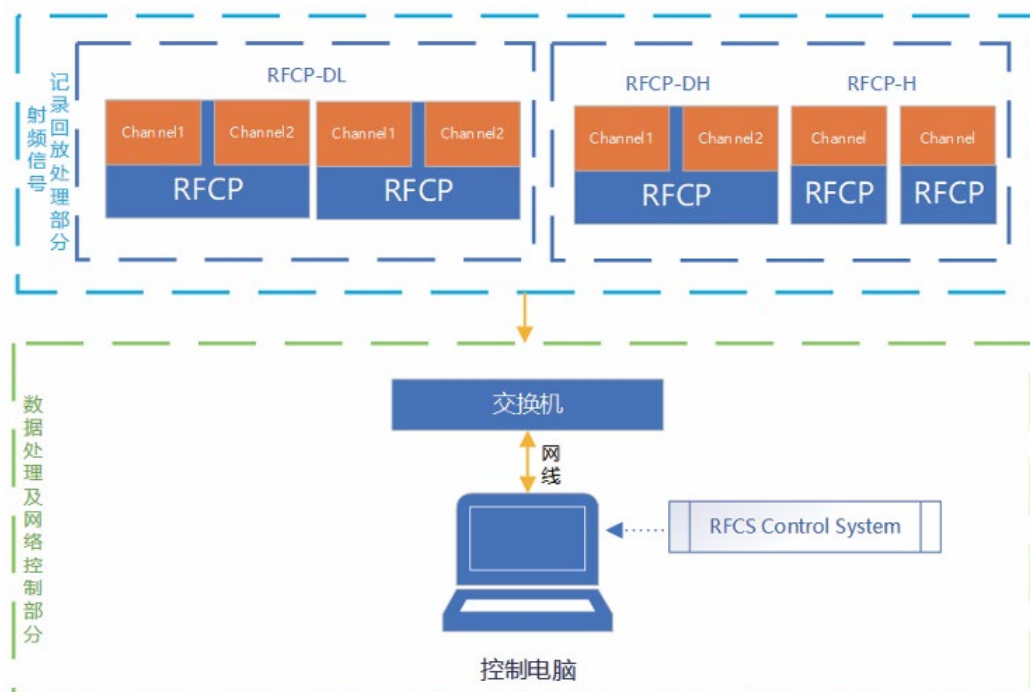 射频信号
记录回放处理部分
RFCP-DL
Channel1
Channel2
RFCP
Channel1
Channel2
RFCP
RFCP-DH
Channel1
Channel2
RFCP
RFCP-H
Channel
RFCP
Channel
RFCP
数据处理及网络控制部分
交换机
网线
RFCS Control System
控制电脑